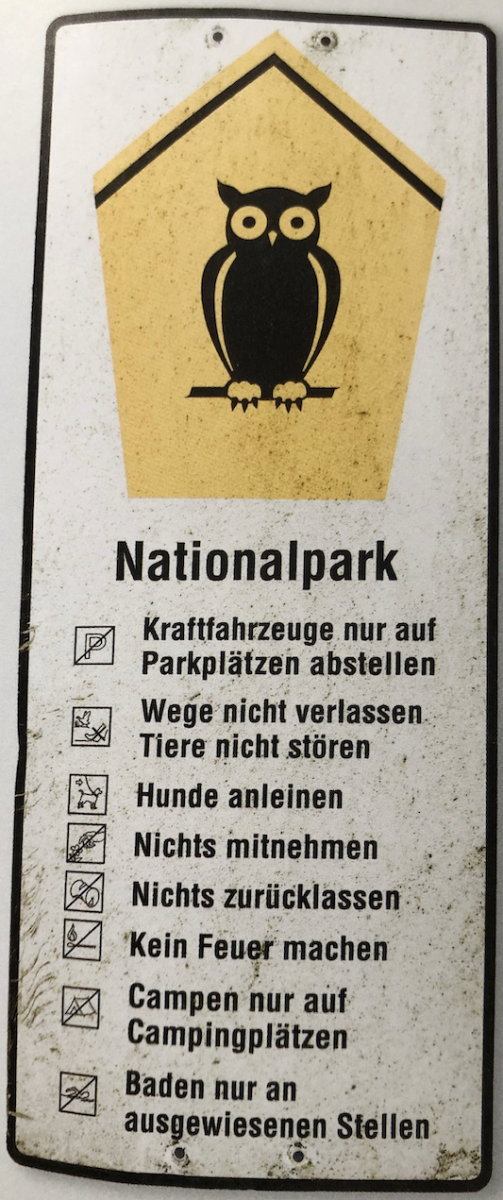 Nationalpark
Kraftfahrzeuge nur auf
Parkplätzen abstellen
Wege nicht verlassen
Tiere nicht stören
Hunde anleinen
Nichts mitnehmen
Nichts zurücklassen
Kein Feuer machen
Campen nur auf
Campingplätzen
Baden nur an
ausgewiesenen Stellen